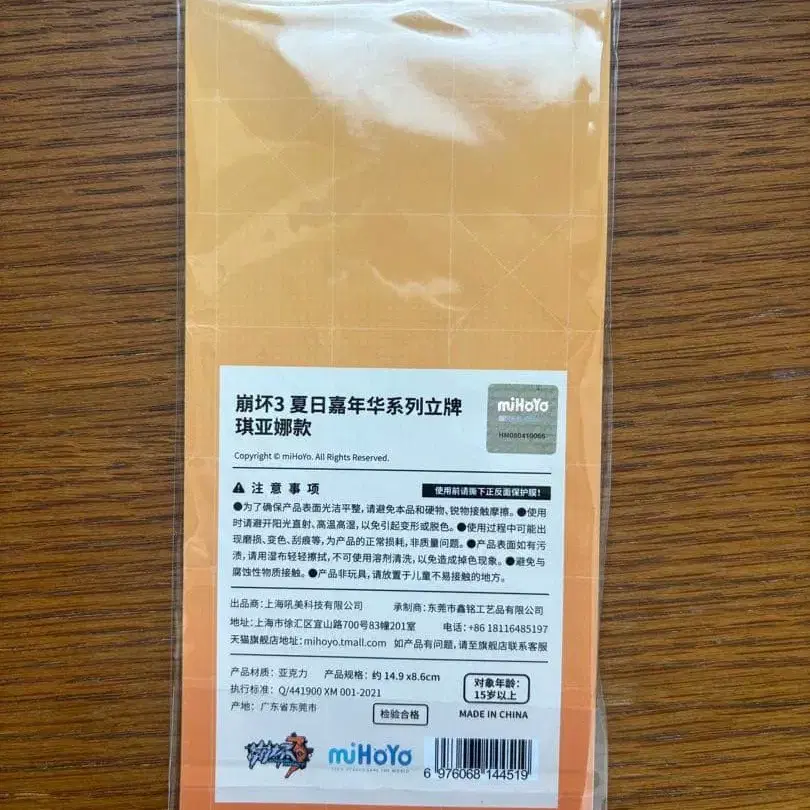 崩坏3 夏日嘉年华系列立牌
琪亚娜款
miHoYo
HM080419066
Copyright © miHoYo. All Rights Reserved.
注意事项
使用前请撕下正反面保护膜!
●为了确保产品表面光洁平整,请避免本品和硬物、锐物接触摩擦。●使用
时请避开阳光直射、高温高湿,以免引起变形或脱色。●使用过程中可能出
现磨损、变色、刮痕等,为产品的正常损耗,非质量问题。●产品表面如有污
渍,请用湿布轻轻擦拭,不可使用溶剂清洗,以免造成掉色现象。●避免与
腐蚀性物质接触。●产品非玩具,请放置于儿童不易接触的地方。
出品商:上海吼美科技有限公司 承制商:东莞市鑫铭工艺品有限公司
地址:上海市徐汇区宜山路700号83幢201室 电话:+86 18116485197
天猫旗舰店地址:mihoyo.tmall.com 如产品有问题,请至旗舰店联系客服
产品材质:亚克力 产品规格:约 14.9 x8.6cm
执行标准:Q/441900 XM 001-2021
产地:广东省东莞市
检验合格
对象年龄:
15岁以上
MADE IN CHINA
崩坏3
miHoYo
TECH OTAKUS SAVE THE WORLD
6 976068 144519